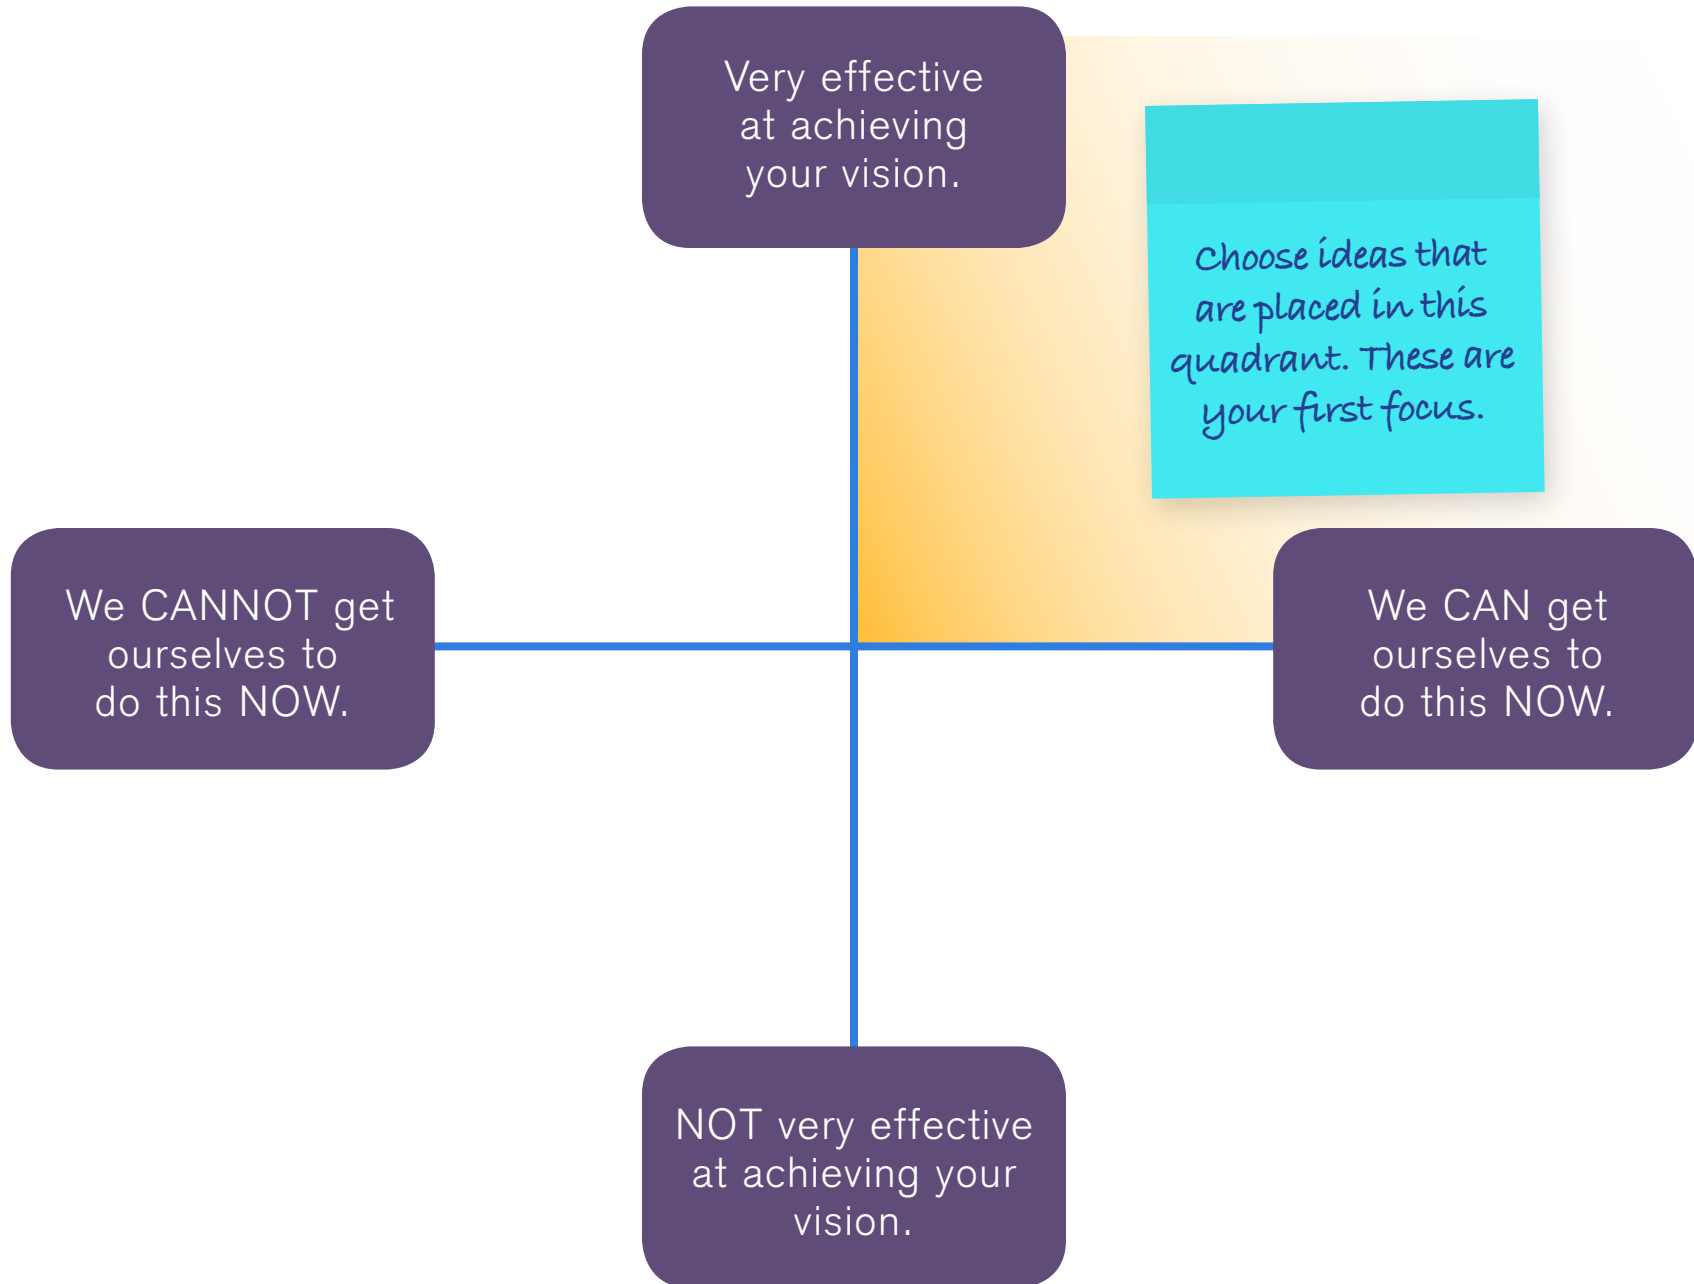 Very effective
at achieving
your vision.
Choose ideas that
are placed in this
quadrant. These are
your first focus.
We CANNOT get
ourselves to
do this NOW.
We CAN get
ourselves to
do this NOW.
NOT very effective
at achieving your
vision.